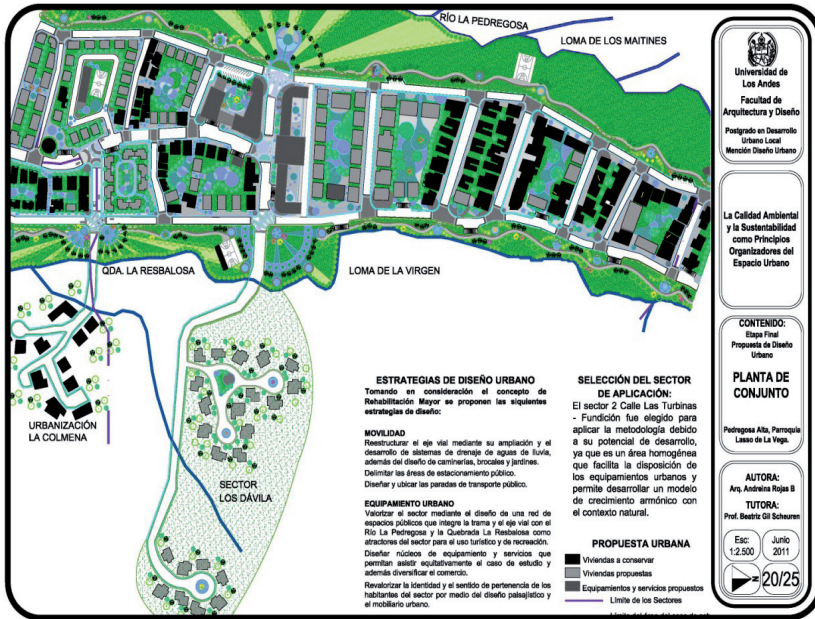 RÍO LA PEDREGOSA
LOMA DE LOS MAITINES
QDA. LA RESBALOSA
LOMA DE LA VIRGEN
URBANIZACIÓN
LA COLMENA
SECTOR
LOS DÁVILA
ESTRATEGIAS DE DISEÑO URBANO
Tomando en consideración el concepto de
Rehabilitación Mayor se proponen las siguientes
estrategias de diseño:
MOVILIDAD
Reestructurar el eje vial mediante su ampliación y el
desarrollo de sistemas de drenaje de aguas de lluvia,
además del diseño de caminerías, brocales y jardines.
Delimitar las áreas de estacionamiento público.
Diseñar y ubicar las paradas de transporte público.
EQUIPAMIENTO URBANO
Valorizar el sector mediante el diseño de una red de
espacios públicos que integre la trama y el eje vial con el
Río La Pedregosa y la Quebrada La Resbalosa como
atractores del sector para el uso turístico y de recreación.
Diseñar núcleos de equipamiento y servicios que
permitan asistir equitativamente el caso de estudio y
además diversificar el comercio.
Revalorizar la identidad y el sentido de pertenencia de los
habitantes del sector por medio del diseño paisajístico y
el mobiliario urbano.
SELECCIÓN DEL SECTOR
DE APLICACIÓN:
El sector 2 Calle Las Turbinas
- Fundición fue elegido para
aplicar la metodología debido
a su potencial de desarrollo,
ya que es un área homogénea
que facilita la disposición de
los equipamientos urbanos y
permite desarrollar un modelo
de crecimiento armónico con
el contexto natural.
PROPUESTA URBANA
Viviendas a conservar
Viviendas propuestas
Equipamientos y servicios propuestos
Límite de los Sectores
Universidad de
Los Andes
Facultad de
Arquitectura y Diseño
Postgrado en Desarrollo
Urbano Local
Mención Diseño Urbano
La Calidad Ambiental
y la Sustentabilidad
como Principios
Organizadores del
Espacio Urbano
CONTENIDO:
Etapa Final
Propuesta de Diseño
Urbano
PLANTA DE
CONJUNTO
Pedregosa Alta, Parroquia
Lasso de La Vega.
AUTORA:
Arq. Andreina Rojas B
TUTORA:
Prof. Beatriz Gil Scheuren
Esc:
1:2.500
Junio
2011
N
20/25